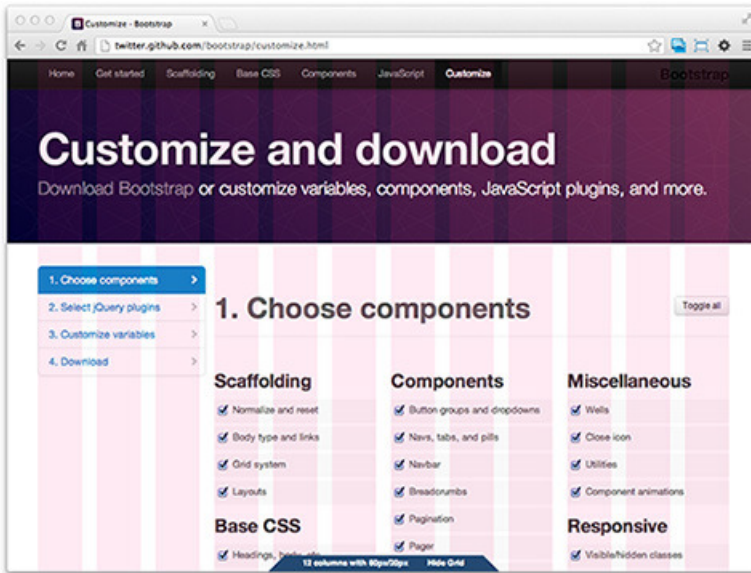 Customize · Bootstrap
twitter.github.com/bootstrap/customize.html
Home Get started Scaffolding Base CSS Components JavaScript Customize Bootstrap
Customize and download
Download Bootstrap or customize variables, components, JavaScript plugins, and more.
1. Choose components
2. Select jQuery plugins
3. Customize variables
4. Download
1. Choose components
Toggle all
Scaffolding
Normalize and reset
Body type and links
Grid system
Layouts
Base CSS
Headings,
Components
Button groups and dropdowns
Navs, tabs, and pills
Navbar
Breadcrumbs
Pagination
Pager
Miscellaneous
Wells
Close icon
Utilities
Component animations
Responsive
Visible/hidden classes
12 columns with Hide Grid